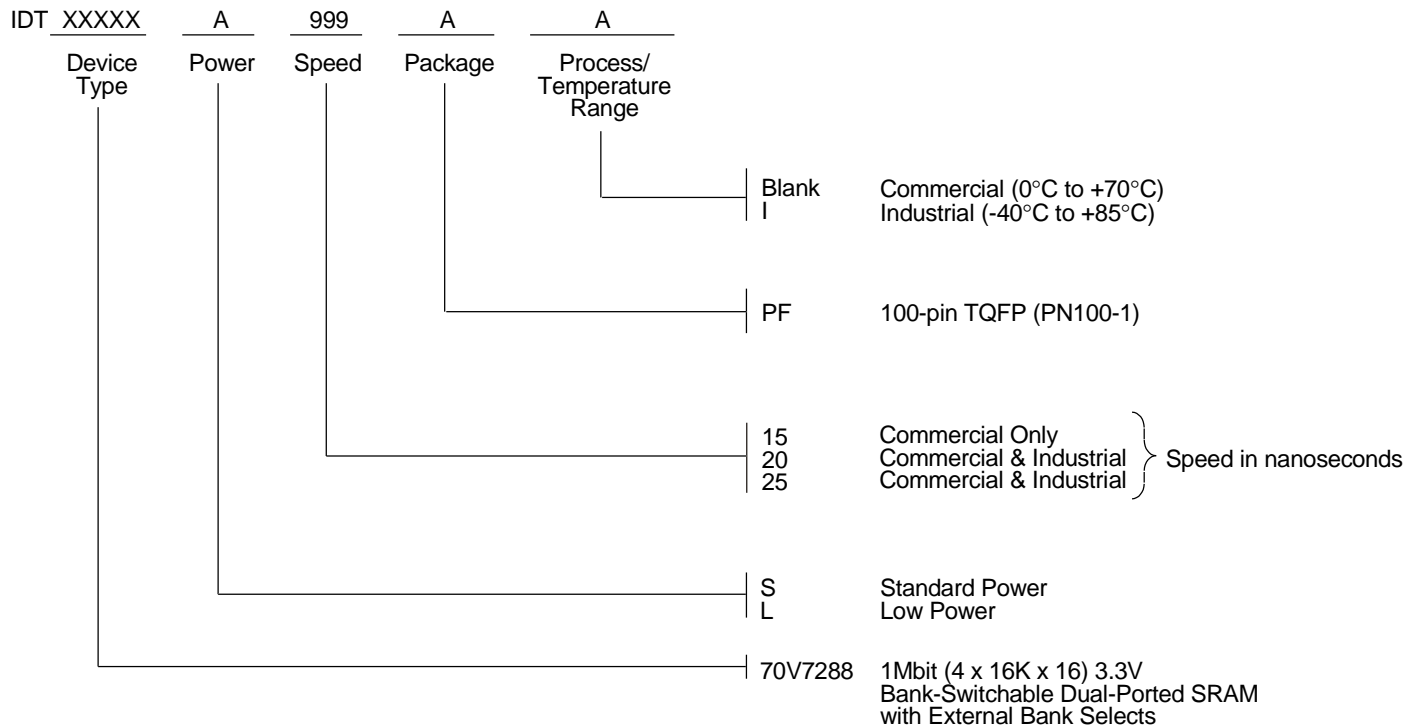 IDT XXXXX A 999 A A
Device Type Power Speed Package Process/ Temperature Range
Blank Commercial (0°C to +70°C)
I Industrial (-40°C to +85°C)
PF 100-pin TQFP (PN100-1)
15 Commercial Only
20 Commercial & Industrial Speed in nanoseconds
25 Commercial & Industrial
S Standard Power
L Low Power
70V7288 1Mbit (4 x 16K x 16) 3.3V
Bank-Switchable Dual-Ported SRAM
with External Bank Selects